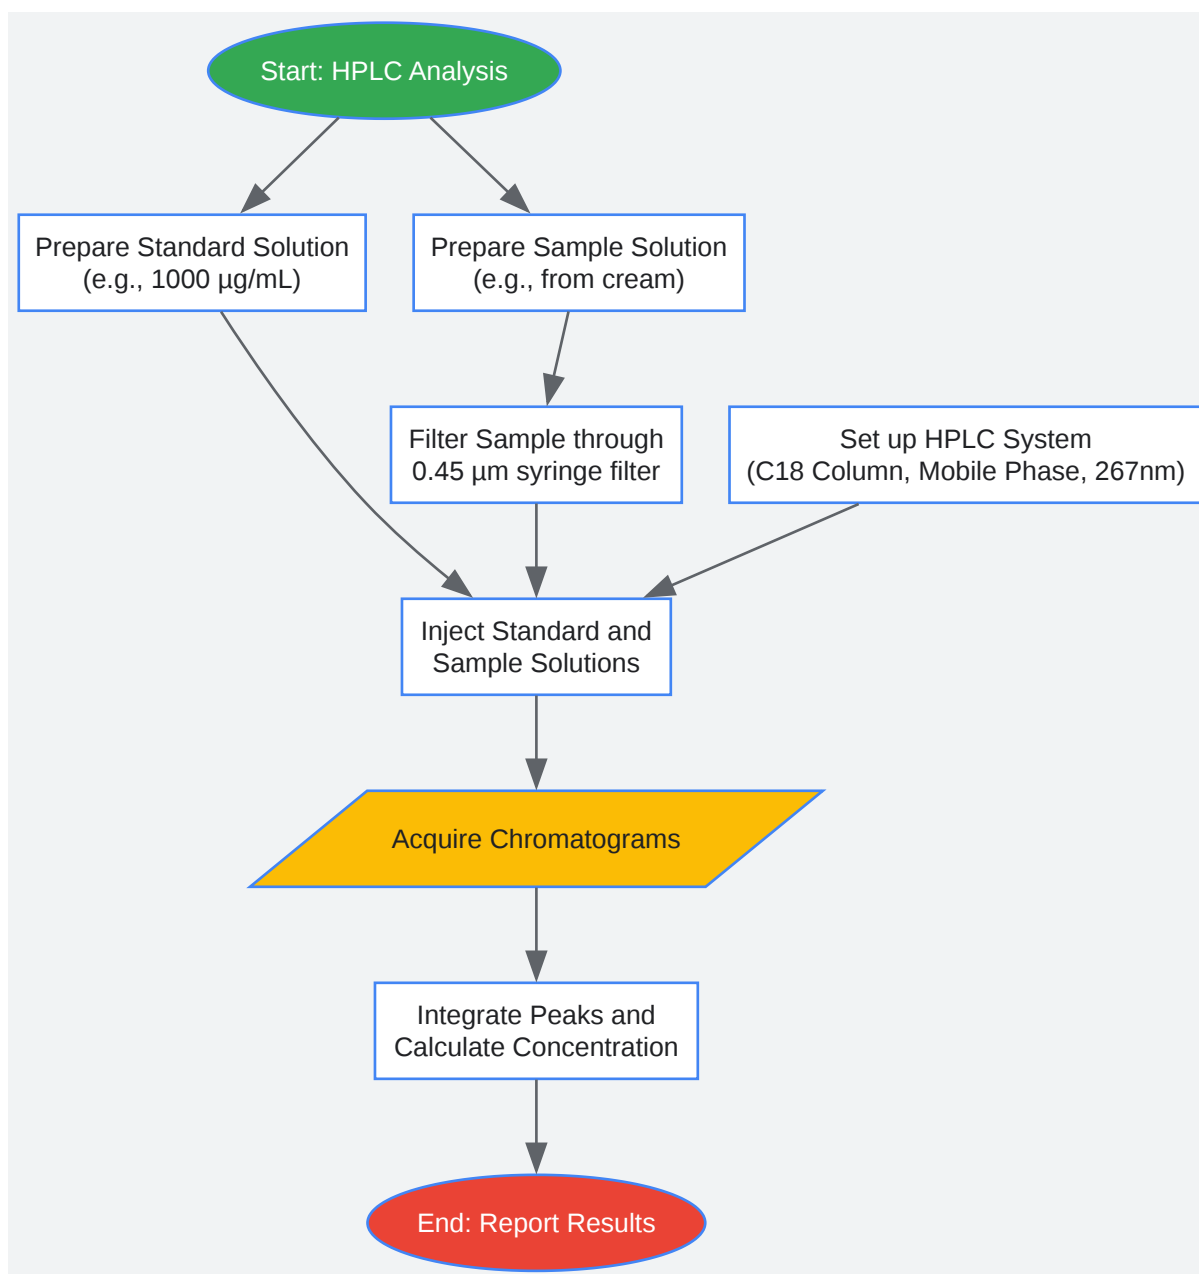 Start: HPLC Analysis
Prepare Standard Solution
(e.g., 1000 µg/mL)
Prepare Sample Solution
(e.g., from cream)
Filter Sample through
0.45 µm syringe filter
Set up HPLC System
(C18 Column, Mobile Phase, 267nm)
Inject Standard and
Sample Solutions
Acquire Chromatograms
Integrate Peaks and
Calculate Concentration
End: Report Results